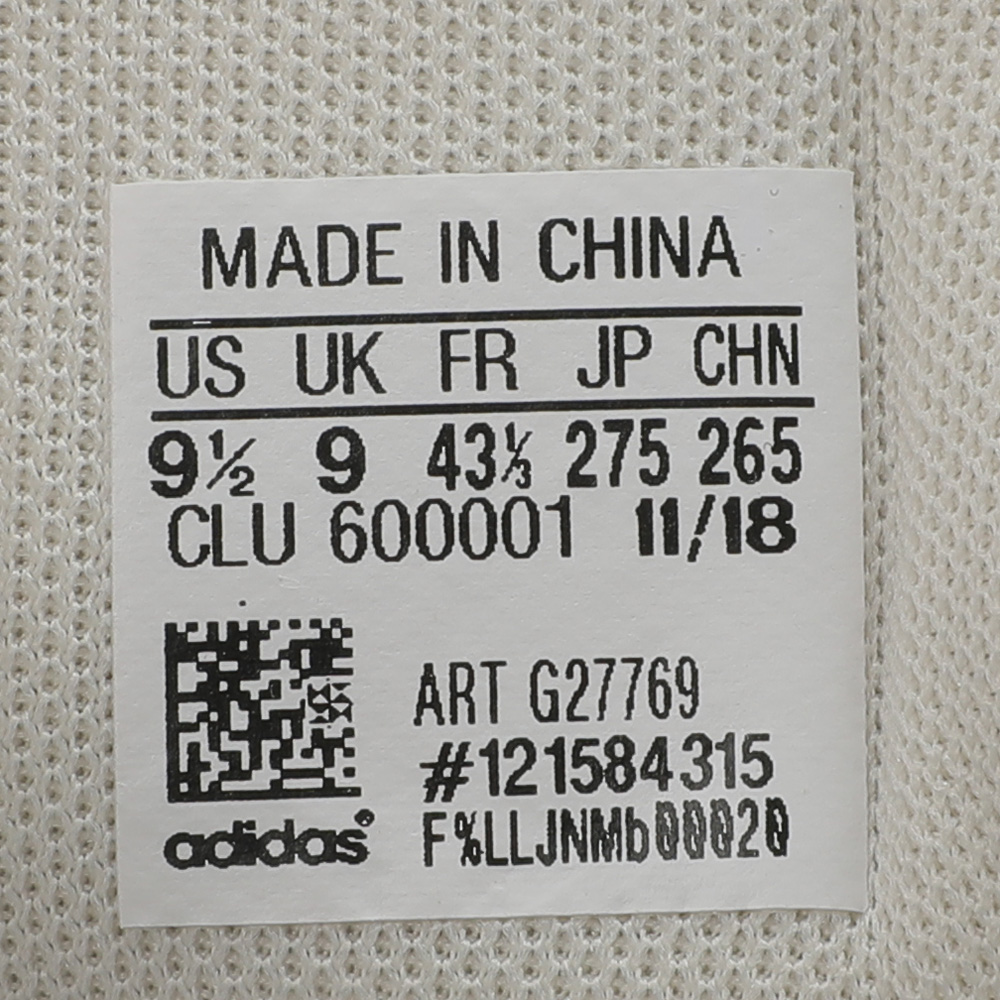 MADE IN CHINA
US UK FR JP CHN
9½ 9 43⅓ 275 265
CLU 600001 11/18
ART G27769
#121584315
F%LLJNMb00020
adidas®